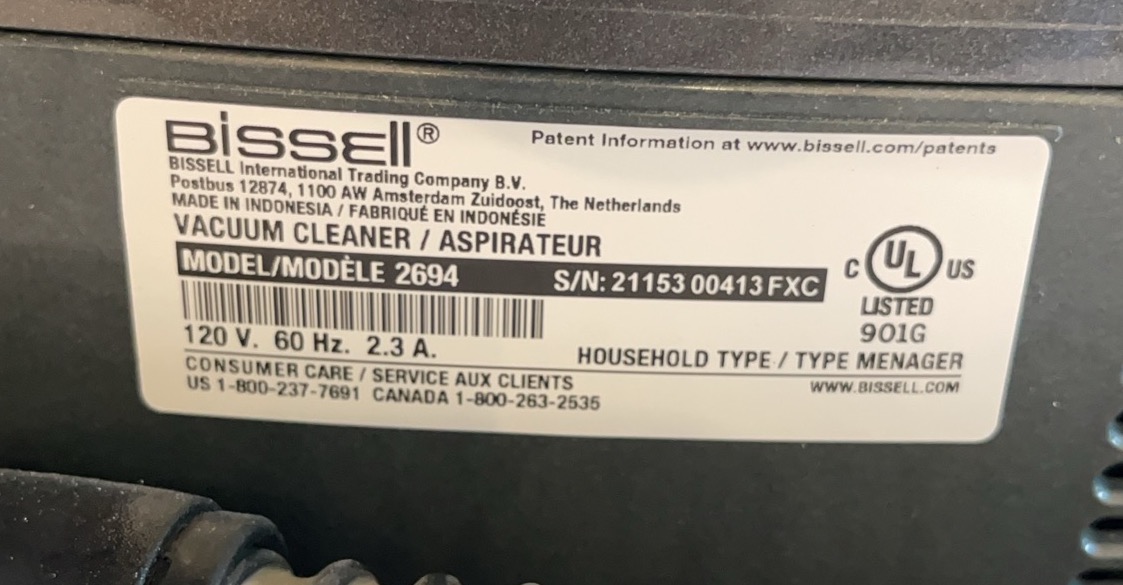 BISSELL®
Patent Information at www.bissell.com/patents
BISSELL International Trading Company B.V.
Postbus 12874, 1100 AW Amsterdam Zuidoost, The Netherlands
MADE IN INDONESIA / FABRIQUÉ EN INDONÉSIE
VACUUM CLEANER / ASPIRATEUR
MODEL/MODÈLE 2694 S/N: 21153 00413 FXC
C UL US
LISTED
901G
120 V. 60 Hz. 2.3 A.
HOUSEHOLD TYPE / TYPE MENAGER
CONSUMER CARE / SERVICE AUX CLIENTS
WWW.BISSELL.COM
US 1-800-237-7691 CANADA 1-800-263-2535